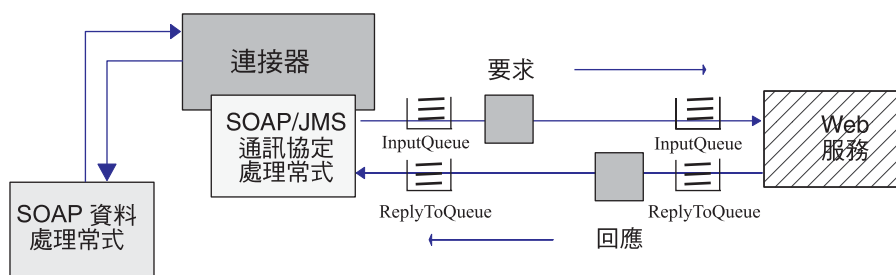 連接器
要求
SOAP/JMS
通訊協定
處理常式
InputQueue
InputQueue
Web
服務
SOAP 資料
處理常式
ReplyToQueue
ReplyToQueue
回應